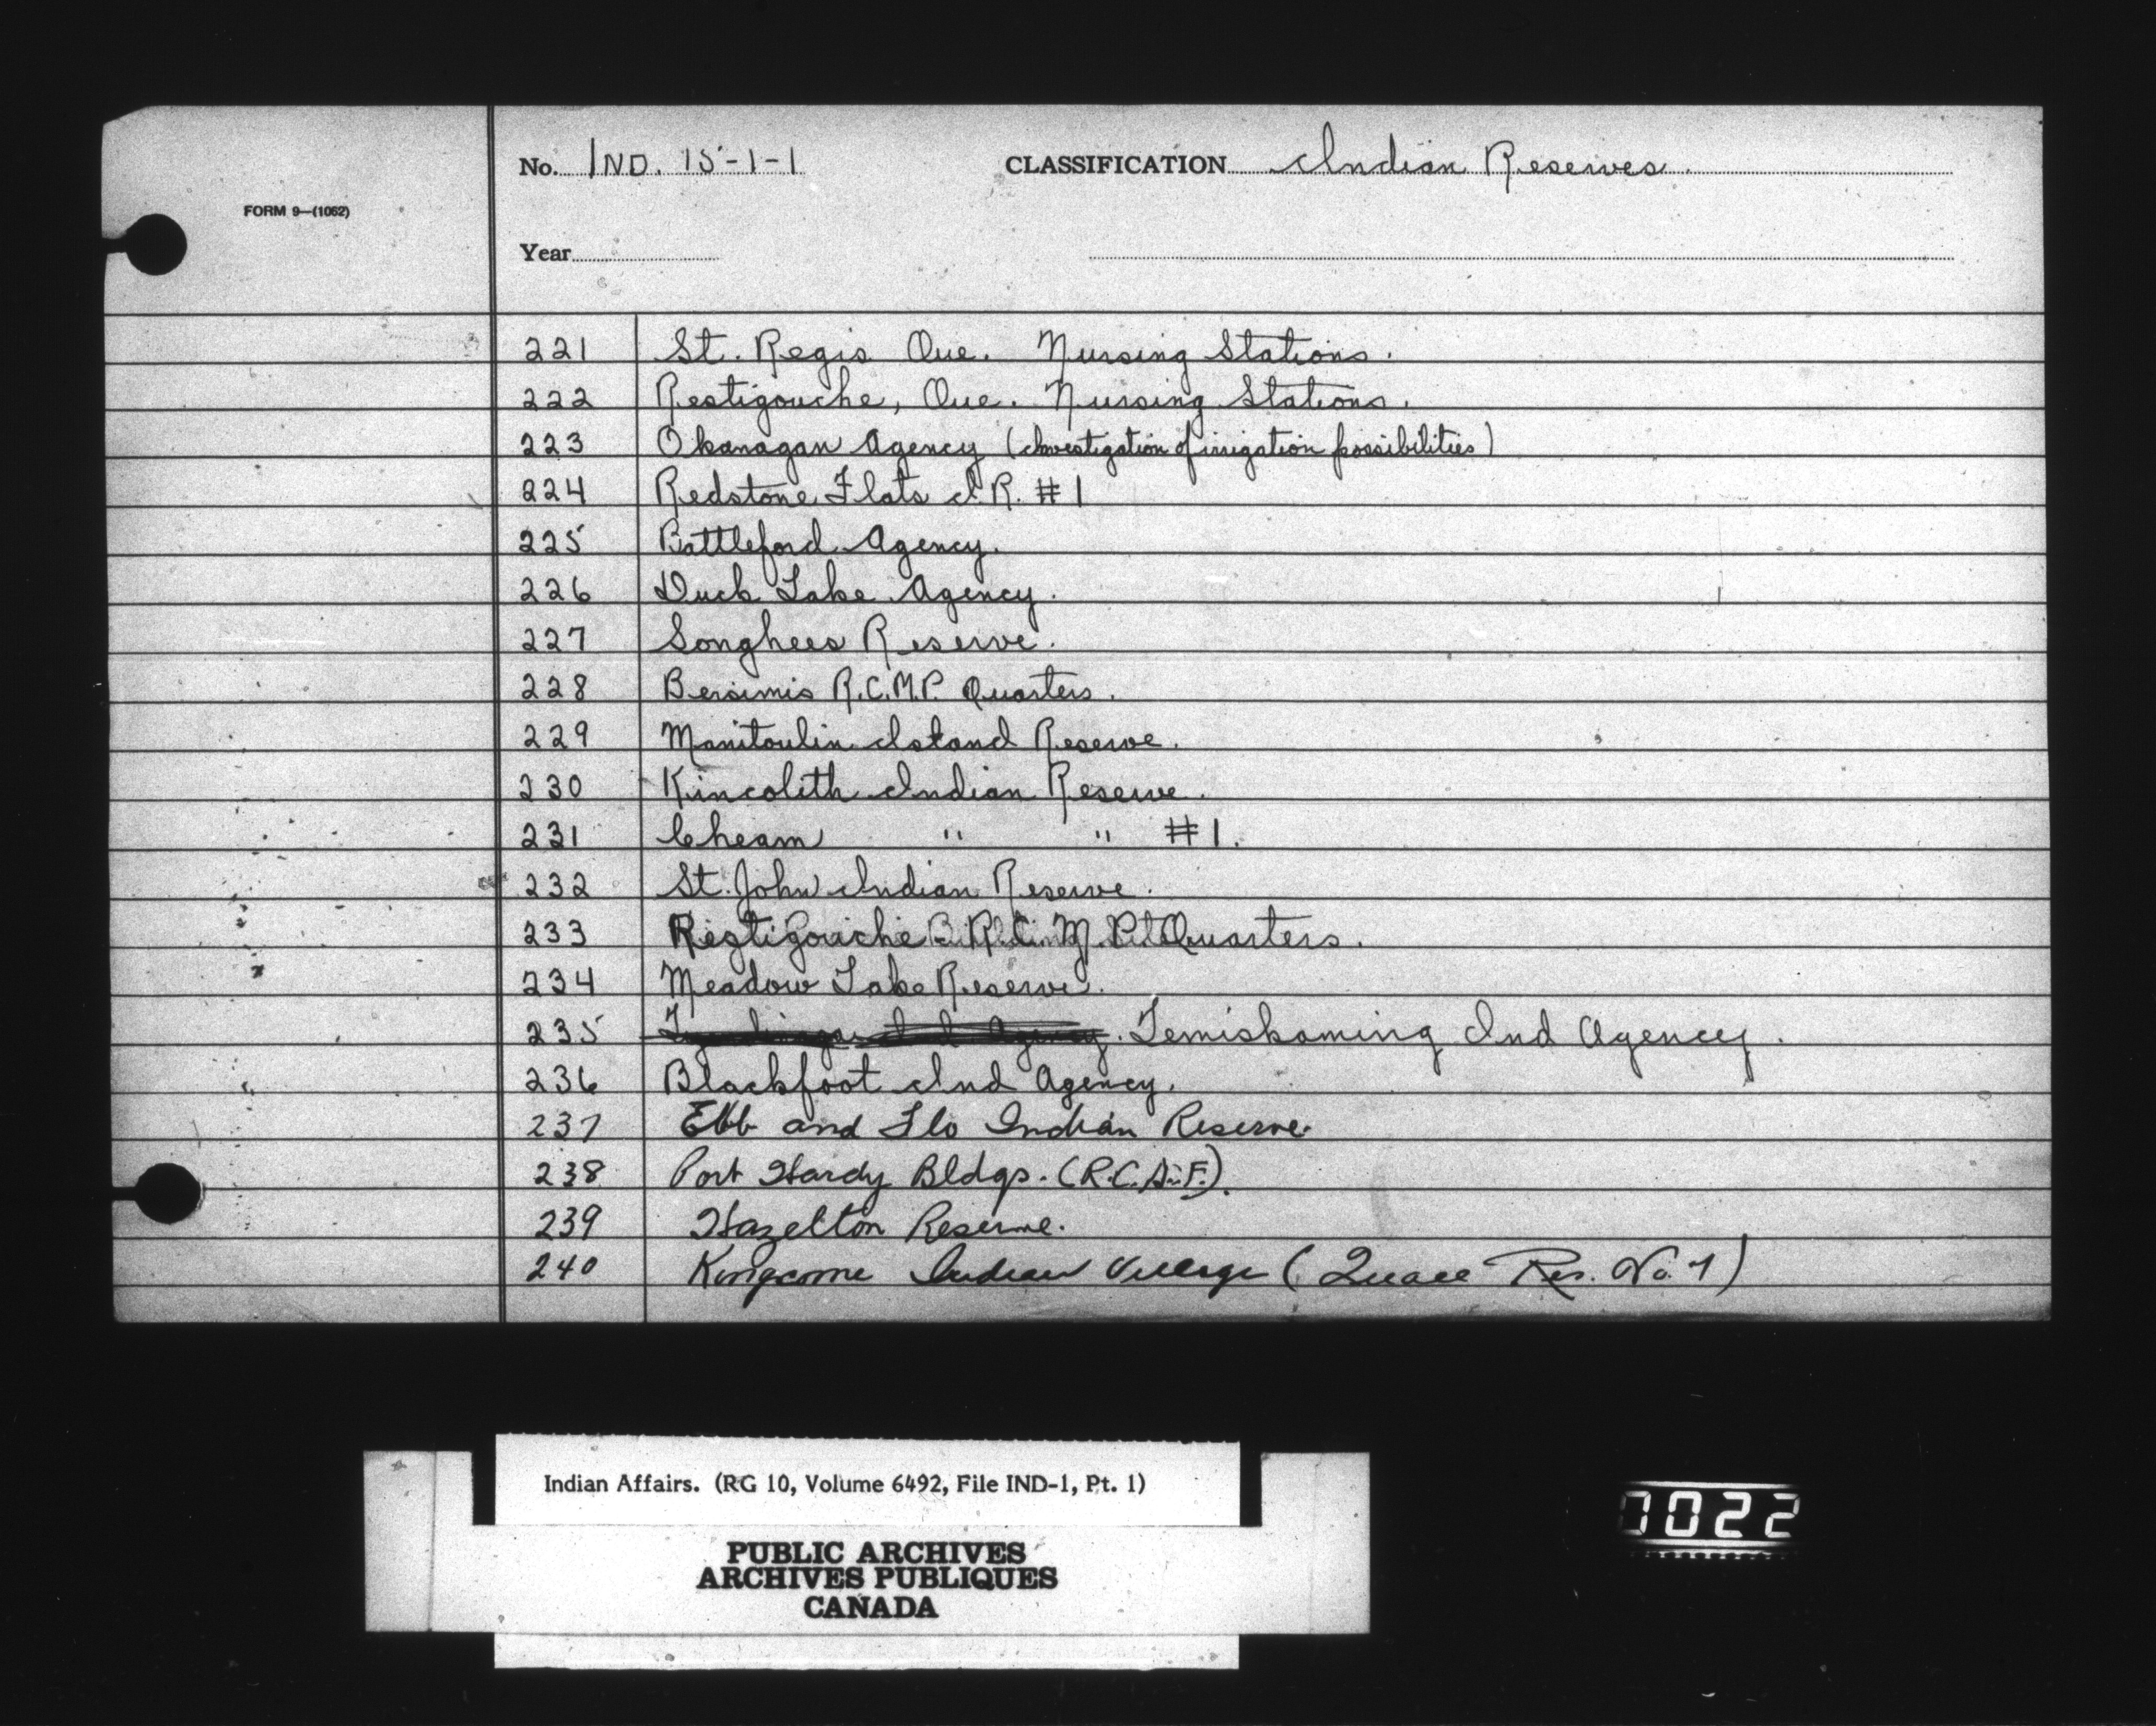 No. IND. 15-1-1 CLASSIFICATION Indian Reserves.
FORM 9—(1062)
Year
221 St. Regis Que. Nursing Stations.
222 Restigouche, Que. Nursing Stations.
223 Okanagan Agency (Investigation of irrigation possibilities)
224 Redstone Flats I.R. #1
225 Battleford Agency.
226 Duck Lake Agency.
227 Songhees Reserve.
228 Bersimis R.C.M.P. Quarters.
229 Manitoulin Island Reserve.
230 Kincolith Indian Reserve.
231 Cheam " " #1.
232 St. John Indian Reserve.
233 Restigouche R.C.M.P. Quarters.
234 Meadow Lake Reserve.
235 Temiskaming Ind Agency.
236 Blackfoot Ind Agency.
237 Ebb and Flo Indian Reserve.
238 Port Hardy Bldgs. (R.C.A.F.).
239 Hazelton Reserve.
240 Kingcome Indian Village (Quaee Res. No. 7)
Indian Affairs. (RG 10, Volume 6492, File IND-1, Pt. 1)
PUBLIC ARCHIVES
ARCHIVES PUBLIQUES
CANADA
0022